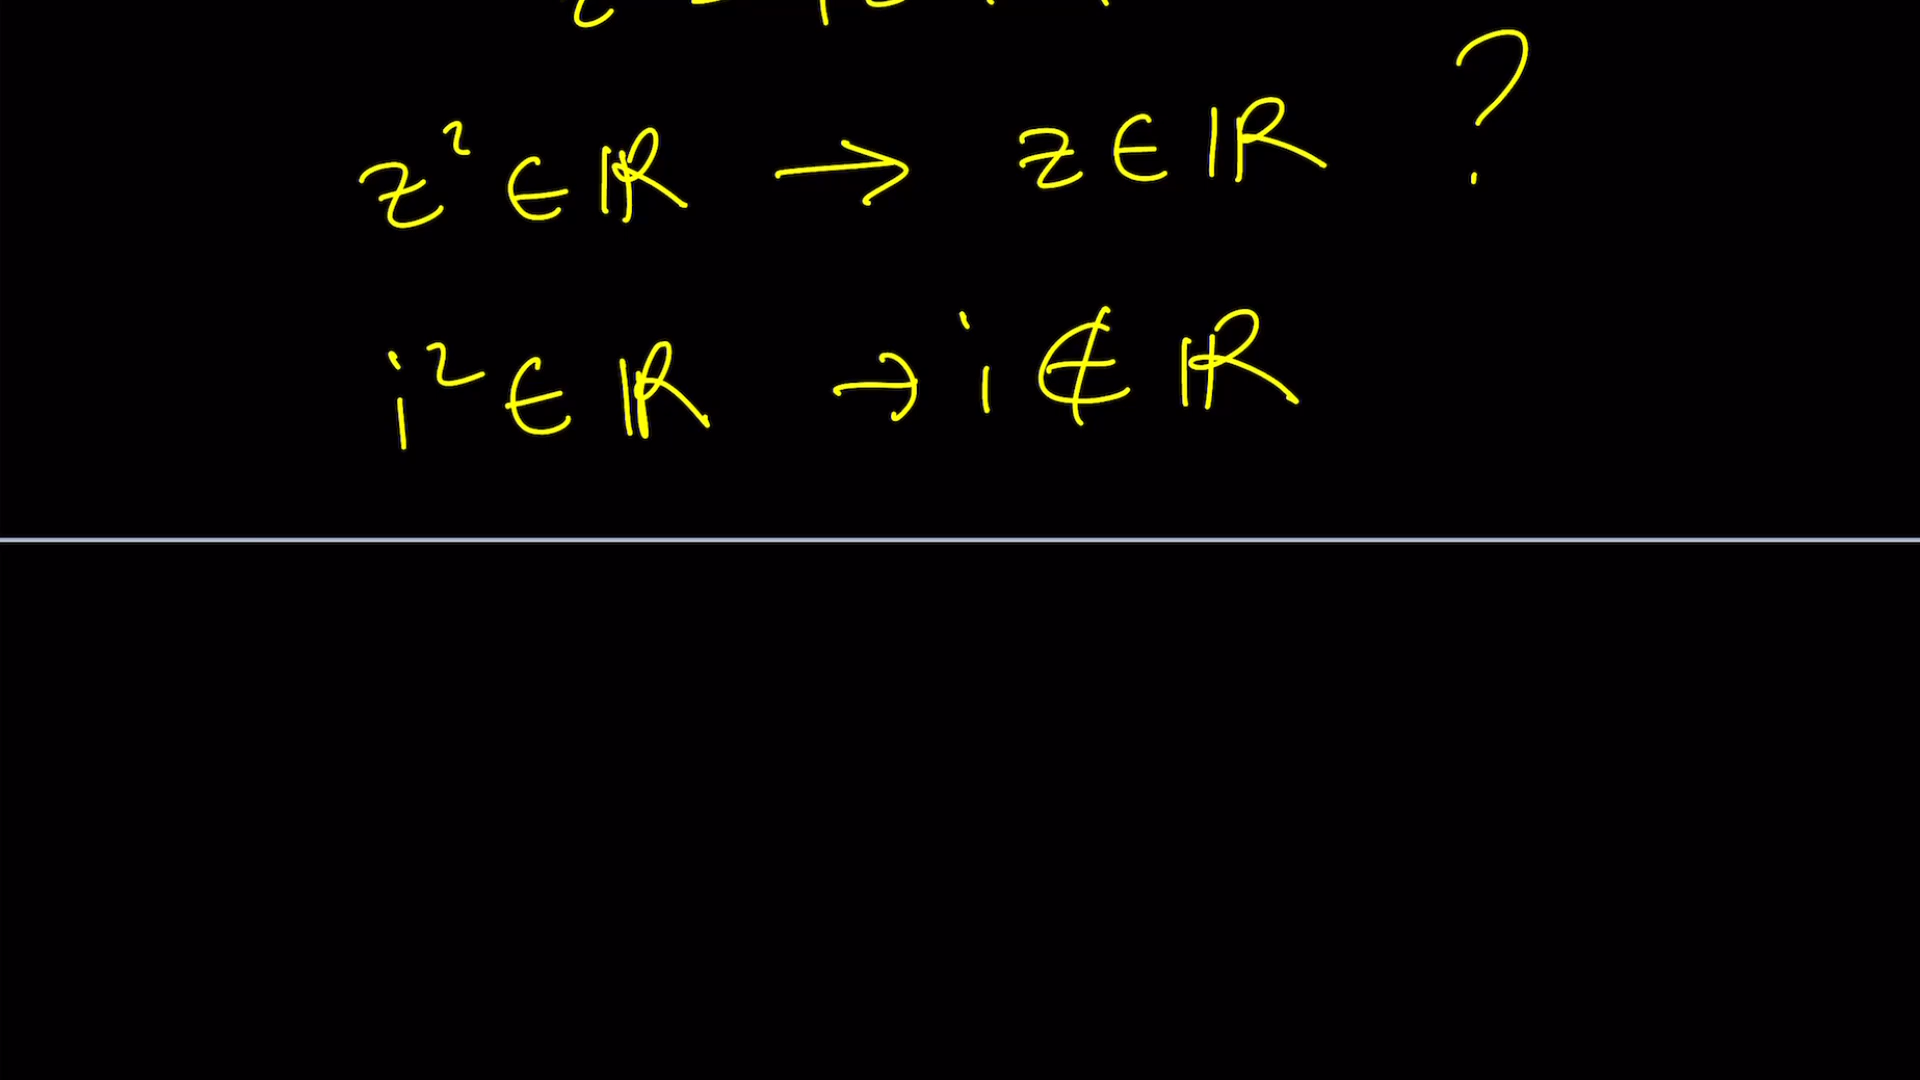 z² ∈ ℝ → z ∈ ℝ ?
i² ∈ ℝ → i ∉ ℝ